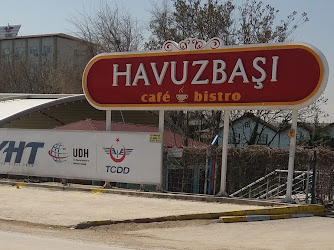 HAVUZBAŞI
café bistro
YHT
UDH
TCDD